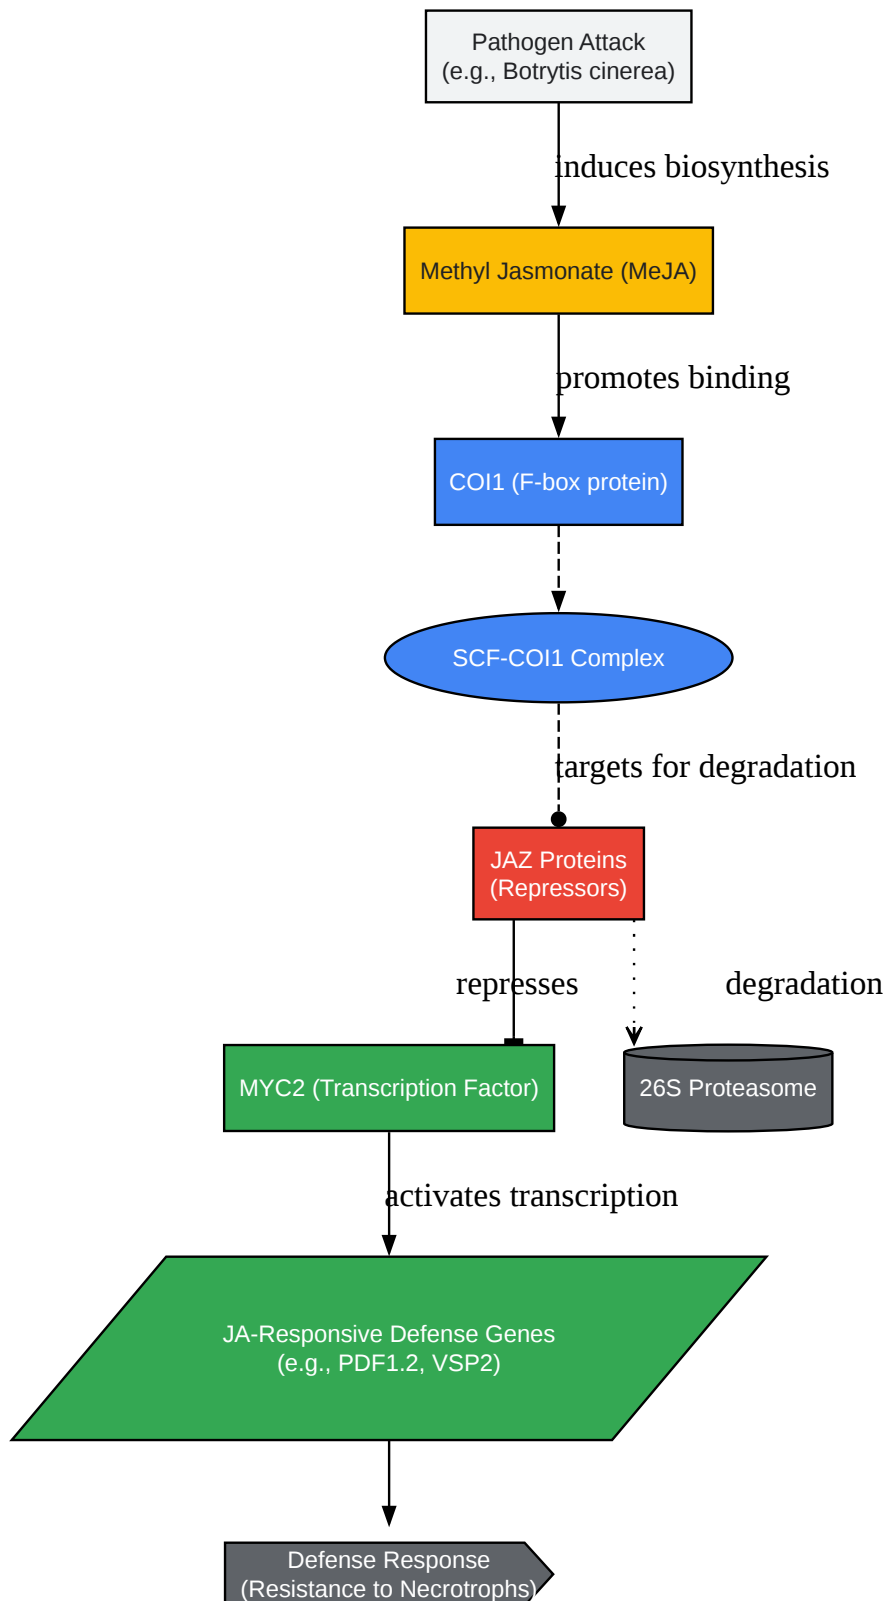 Pathogen Attack
(e.g., Botrytis cinerea)
induces biosynthesis
Methyl Jasmonate (MeJA)
promotes binding
COI1 (F-box protein)
SCF-COI1 Complex
targets for degradation
JAZ Proteins
(Repressors)
represses
degradation
MYC2 (Transcription Factor)
26S Proteasome
activates transcription
JA-Responsive Defense Genes
(e.g., PDF1.2, VSP2)
Defense Response
(Resistance to Necrotrophs)